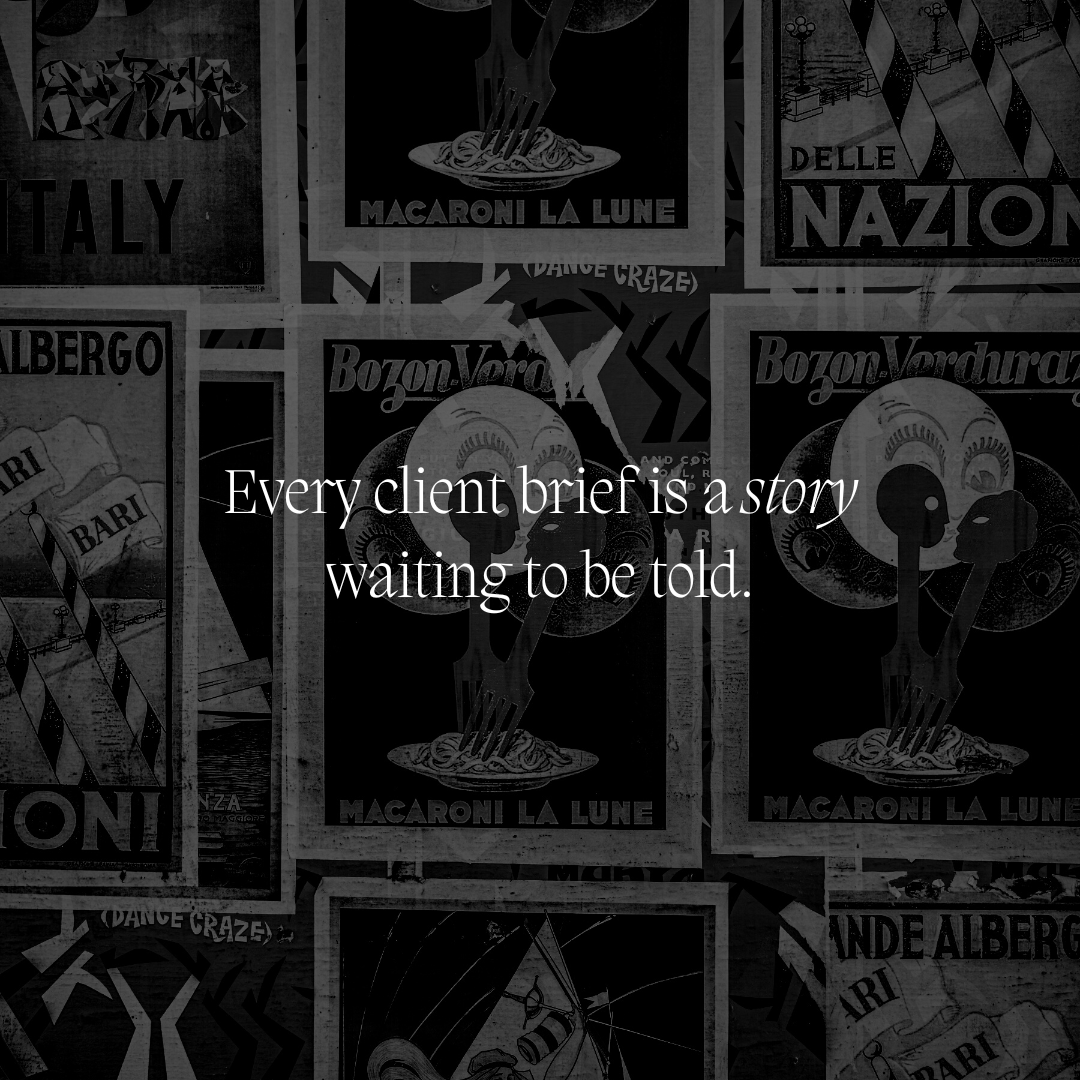 ITALY
MACARONI LA LUNE
DELLE
NAZION
(DANCE CRAZE)
ALBERGO
Bozon-Verd
Bozon-Verduraz
ARI
BARI
AND COM
Every client brief is a story
waiting to be told.
NZA
IONI
MACARONI LA LUNE
MACARONI LA LUNE
(DANCE CRAZE)
ANDE ALBERG
ARI
BARI